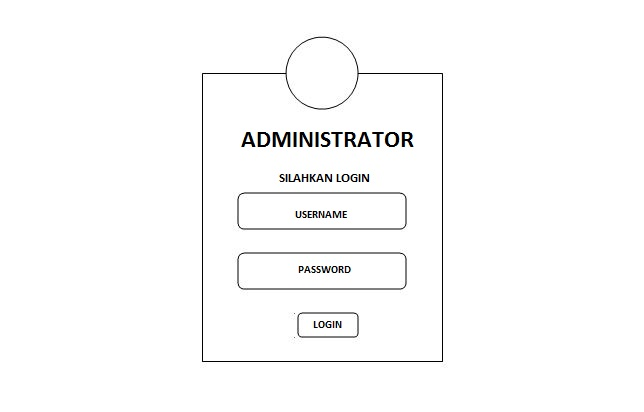 ADMINISTRATOR
SILAHKAN LOGIN
USERNAME
PASSWORD
LOGIN